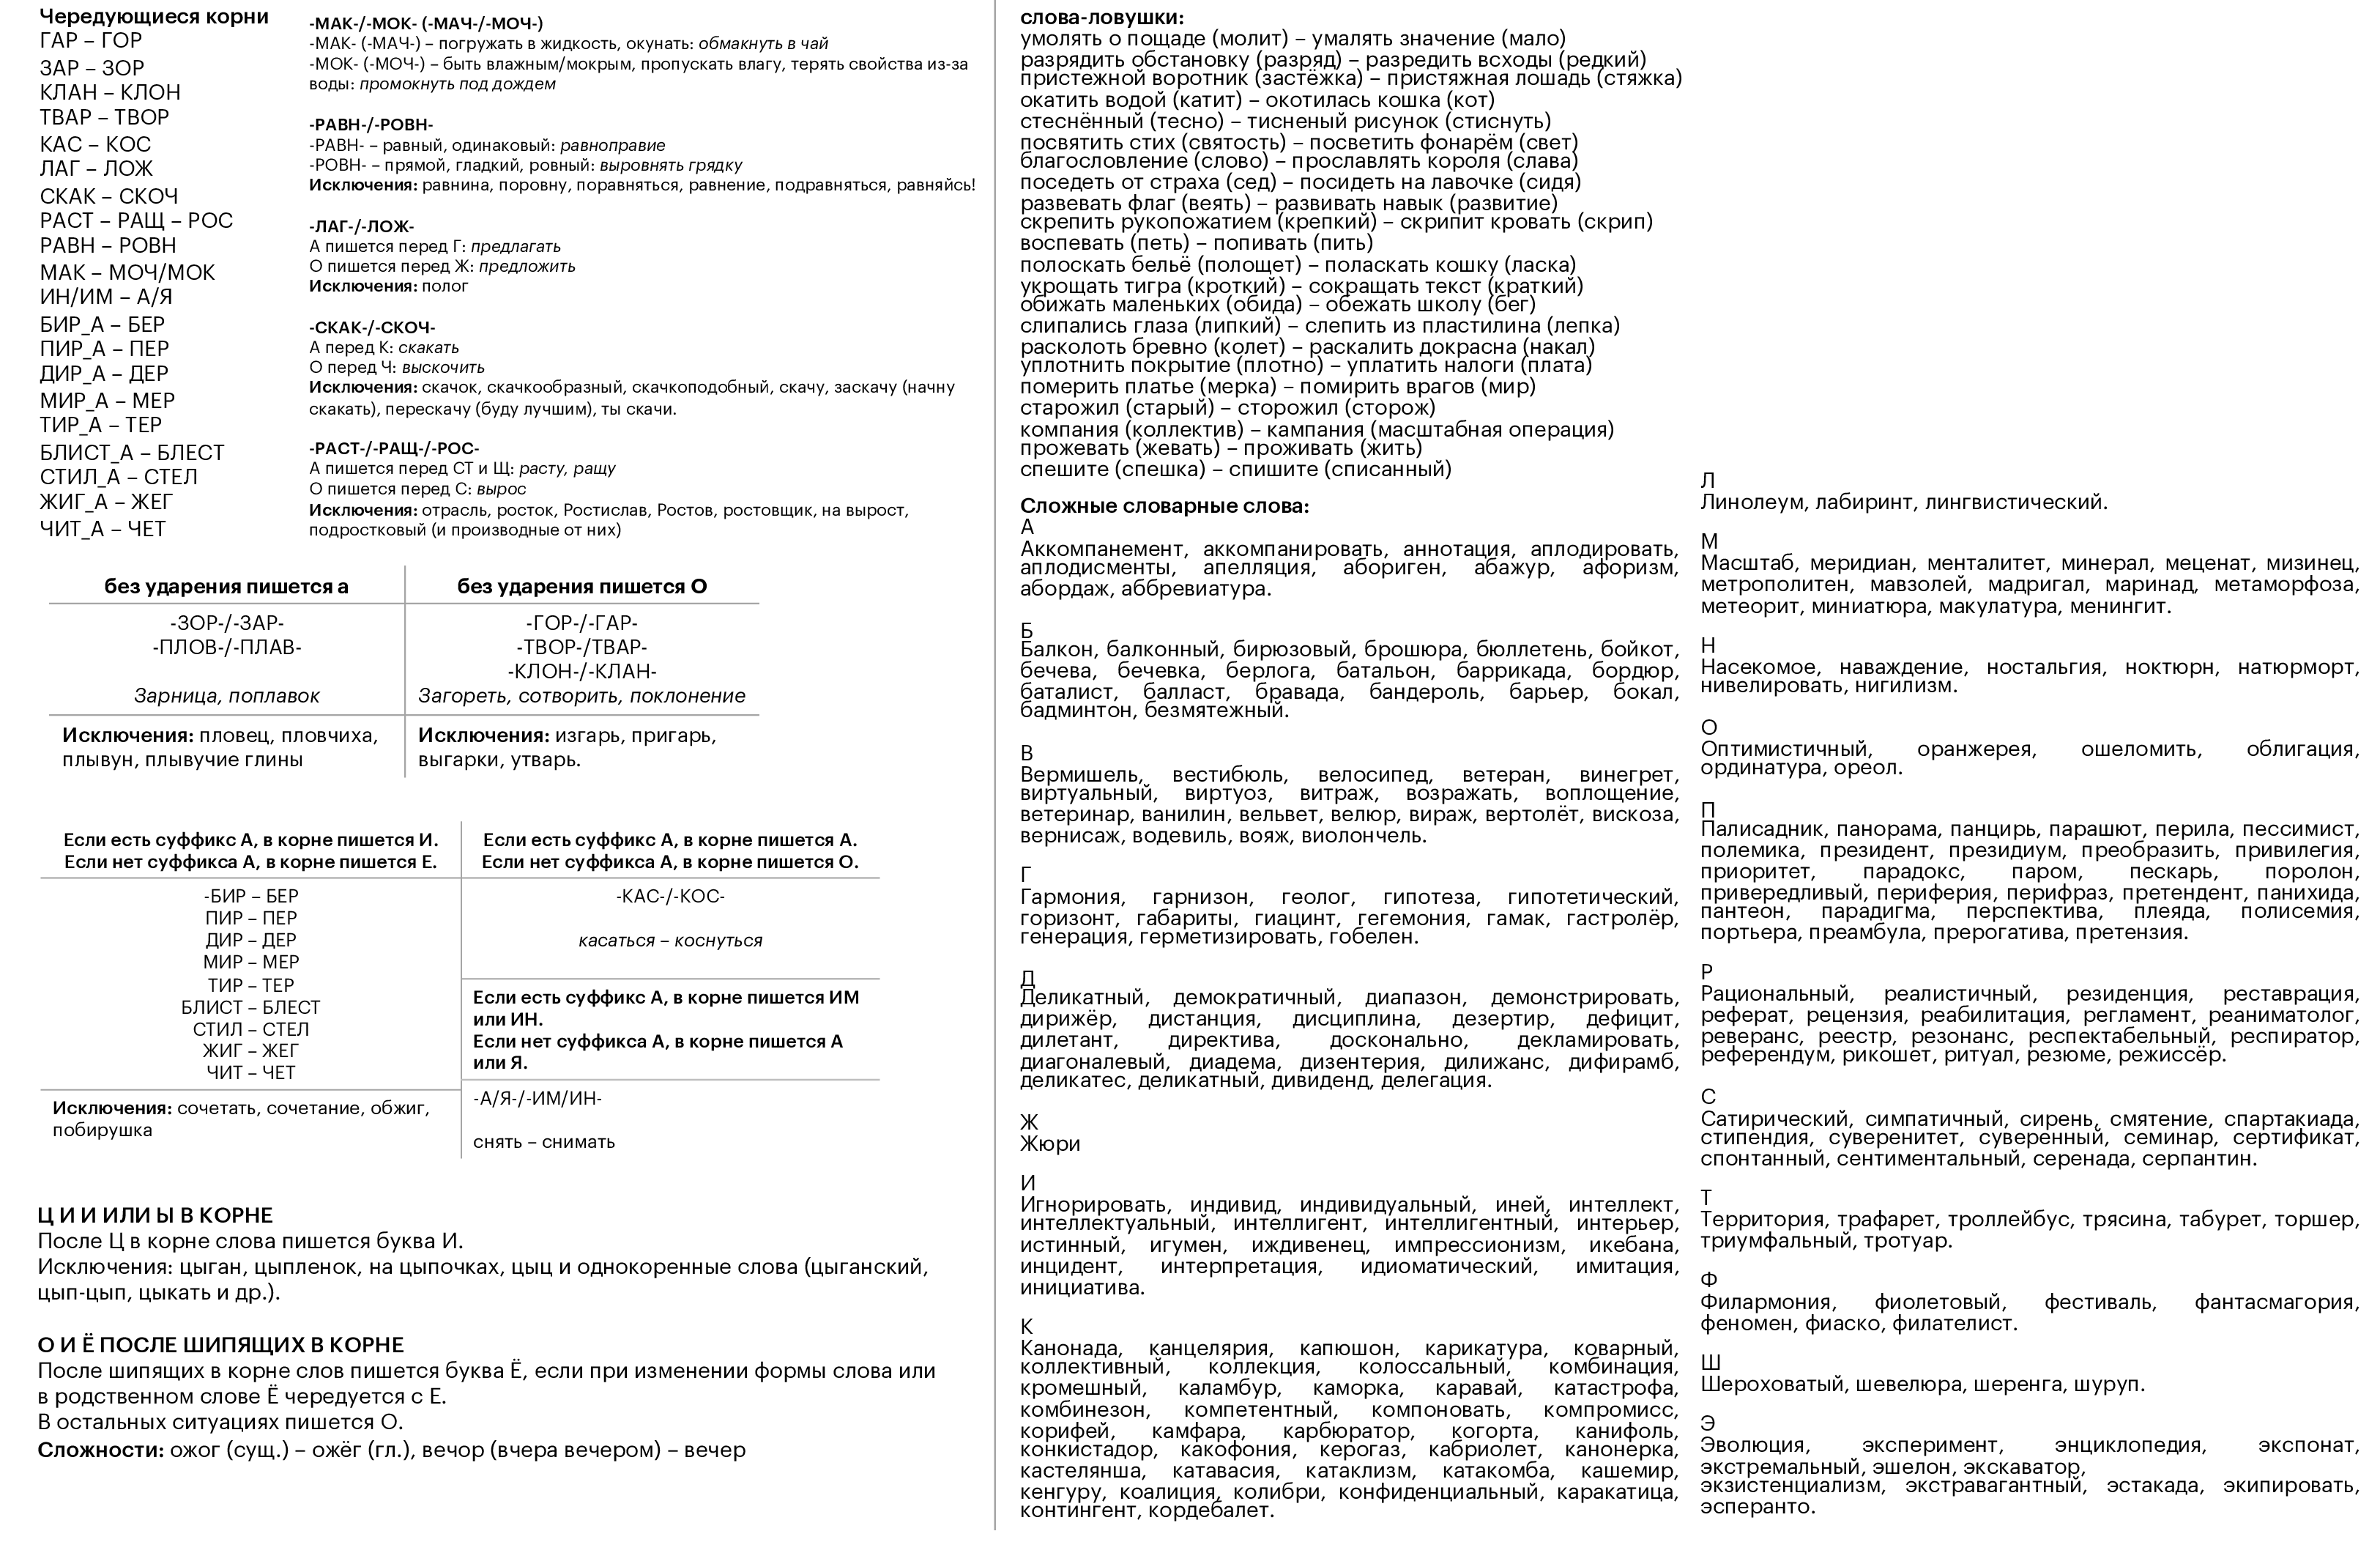 Чередующиеся корни
ГАР – ГОР
ЗАР – ЗОР
КЛАН – КЛОН
ТВАР – ТВОР
КАС – КОС
ЛАГ – ЛОЖ
СКАК – СКОЧ
РАСТ – РАЩ – РОС
РАВН – РОВН
МАК – МОЧ/МОК
ИН/ИМ – А/Я
БИР_А – БЕР
ПИР_А – ПЕР
ДИР_А – ДЕР
МИР_А – МЕР
ТИР_А – ТЕР
БЛИСТ_А – БЛЕСТ
СТИЛ_А – СТЕЛ
ЖИГ_А – ЖЕГ
ЧИТ_А – ЧЕТ
-МАК-/-МОК- (-МАЧ-/-МОЧ-)
-МАК- (-МАЧ-) – погружать в жидкость, окунать: обмакнуть в чай
-МОК- (-МОЧ-) – быть влажным/мокрым, пропускать влагу, терять свойства из-за
воды: промокнуть под дождем
-РАВН-/-РОВН-
-РАВН- – равный, одинаковый: равноправие
-РОВН- – прямой, гладкий, ровный: выровнять грядку
Исключения: равнина, поровну, поравняться, равнение, подравняться, равняйсь!
-ЛАГ-/-ЛОЖ-
А пишется перед Г: предлагать
О пишется перед Ж: предложить
Исключения: полог
-СКАК-/-СКОЧ-
А перед К: скакать
О перед Ч: выскочить
Исключения: скачок, скачкообразный, скачкоподобный, скачу, заскачу (начну
скакать), перескачу (буду лучшим), ты скачи.
-РАСТ-/-РАЩ-/-РОС-
А пишется перед СТ и Щ: расту, ращу
О пишется перед С: вырос
Исключения: отрасль, росток, Ростислав, Ростов, ростовщик, на вырост,
подростковый (и производные от них)
без ударения пишется а
-ЗОР-/-ЗАР-
-ПЛОВ-/-ПЛАВ-
Зарница, поплавок
Исключения: пловец, пловчиха,
плывун, плывучие глины
без ударения пишется О
-ГОР-/-ГАР-
-ТВОР-/ТВАР-
-КЛОН-/-КЛАН-
Загореть, сотворить, поклонение
Исключения: изгарь, пригарь,
выгарки, утварь.
Если есть суффикс А, в корне пишется И.
Если нет суффикса А, в корне пишется Е.
-БИР – БЕР
ПИР – ПЕР
ДИР – ДЕР
МИР – МЕР
ТИР – ТЕР
БЛИСТ – БЛЕСТ
СТИЛ – СТЕЛ
ЖИГ – ЖЕГ
ЧИТ – ЧЕТ
Исключения: сочетать, сочетание, обжиг,
побирушка
Если есть суффикс А, в корне пишется А.
Если нет суффикса А, в корне пишется О.
-КАС-/-КОС-
касаться – коснуться
Если есть суффикс А, в корне пишется ИМ
или ИН.
Если нет суффикса А, в корне пишется А
или Я.
-А/Я-/-ИМ/ИН-
снять – снимать
Ц И И ИЛИ Ы В КОРНЕ
После Ц в корне слова пишется буква И.
Исключения: цыган, цыпленок, на цыпочках, цыц и однокоренные слова (цыганский,
цып-цып, цыкать и др.).
О И Ё ПОСЛЕ ШИПЯЩИХ В КОРНЕ
После шипящих в корне слов пишется буква Ё, если при изменении формы слова или
в родственном слове Ё чередуется с Е.
В остальных ситуациях пишется О.
Сложности: ожог (сущ.) – ожёг (гл.), вечор (вчера вечером) – вечер
слова-ловушки:
умолять о пощаде (молит) – умалять значение (мало)
разрядить обстановку (разряд) – разредить всходы (редкий)
пристежной воротник (застёжка) – пристяжная лошадь (стяжка)
окатить водой (катит) – окотилась кошка (кот)
стеснённый (тесно) – тисненый рисунок (стиснуть)
посвятить стих (святость) – посветить фонарём (свет)
благословление (слово) – прославлять короля (слава)
поседеть от страха (сед) – посидеть на лавочке (сидя)
развевать флаг (веять) – развивать навык (развитие)
скрепить рукопожатием (крепкий) – скрипит кровать (скрип)
воспевать (петь) – попивать (пить)
полоскать бельё (полощет) – поласкать кошку (ласка)
укрощать тигра (кроткий) – сокращать текст (краткий)
обижать маленьких (обида) – обежать школу (бег)
слипались глаза (липкий) – слепить из пластилина (лепка)
расколоть бревно (колет) – раскалить докрасна (накал)
уплотнить покрытие (плотно) – уплатить налоги (плата)
померить платье (мерка) – помирить врагов (мир)
старожил (старый) – сторожил (сторож)
компания (коллектив) – кампания (масштабная операция)
прожевать (жевать) – проживать (жить)
спешите (спешка) – спишите (списанный)
Сложные словарные слова:
А
Аккомпанемент, аккомпанировать, аннотация, аплодировать,
аплодисменты, апелляция, абориген, абажур, афоризм,
абордаж, аббревиатура.
Б
Балкон, балконный, бирюзовый, брошюра, бюллетень, бойкот,
бечева, бечевка, берлога, батальон, баррикада, бордюр,
баталист, балласт, бравада, бандероль, барьер, бокал,
бадминтон, безмятежный.
В
Вермишель, вестибюль, велосипед, ветеран, винегрет,
виртуальный, виртуоз, витраж, возражать, воплощение,
ветеринар, ванилин, вельвет, велюр, вираж, вертолёт, вискоза,
вернисаж, водевиль, вояж, виолончель.
Г
Гармония, гарнизон, геолог, гипотеза, гипотетический,
горизонт, габариты, гиацинт, гегемония, гамак, гастролёр,
генерация, герметизировать, гобелен.
Д
Деликатный, демократичный, диапазон, демонстрировать,
дирижёр, дистанция, дисциплина, дезертир, дефицит,
дилетант, директива, досконально, декламировать,
диагоналевый, диадема, дизентерия, дилижанс, дифирамб,
деликатес, деликатный, дивиденд, делегация.
Ж
Жюри
И
Игнорировать, индивид, индивидуальный, иней, интеллект,
интеллектуальный, интеллигент, интеллигентный, интерьер,
истинный, игумен, иждивенец, импрессионизм, икебана,
инцидент, интерпретация, идиоматический, имитация,
инициатива.
К
Канонада, канцелярия, капюшон, карикатура, коварный,
коллективный, коллекция, колоссальный, комбинация,
кромешный, каламбур, каморка, каравай, катастрофа,
комбинезон, компетентный, компоновать, компромисс,
корифей, камфара, карбюратор, когорта, канифоль,
конкистадор, какофония, керогаз, кабриолет, канонерка,
кастелянша, катавасия, катаклизм, катакомба, кашемир,
кенгуру, коалиция, колибри, конфиденциальный, каракатица,
контингент, кордебалет.
Л
Линолеум, лабиринт, лингвистический.
М
Масштаб, меридиан, менталитет, минерал, меценат, мизинец,
метрополитен, мавзолей, мадригал, маринад, метаморфоза,
метеорит, миниатюра, макулатура, менингит.
Н
Насекомое, наваждение, ностальгия, ноктюрн, натюрморт,
нивелировать, нигилизм.
О
Оптимистичный, оранжерея, ошеломить, облигация,
ординатура, ореол.
П
Палисадник, панорама, панцирь, парашют, перила, пессимист,
полемика, президент, президиум, преобразить, привилегия,
приоритет, парадокс, паром, пескарь, поролон,
привередливый, периферия, перифраз, претендент, панихида,
пантеон, парадигма, перспектива, плеяда, полисемия,
портьера, преамбула, прерогатива, претензия.
Р
Рациональный, реалистичный, резиденция, реставрация,
реферат, рецензия, реабилитация, регламент, реаниматолог,
реверанс, реестр, резонанс, респектабельный, респиратор,
референдум, рикошет, ритуал, резюме, режиссёр.
С
Сатирический, симпатичный, сирень, смятение, спартакиада,
стипендия, суверенитет, суверенный, семинар, сертификат,
спонтанный, сентиментальный, серенада, серпантин.
Т
Территория, трафарет, троллейбус, трясина, табурет, торшер,
триумфальный, тротуар.
Ф
Филармония, фиолетовый, фестиваль, фантасмагория,
феномен, фиаско, филателист.
Ш
Шероховатый, шевелюра, шеренга, шуруп.
Э
Эволюция, эксперимент, энциклопедия, экспонат,
экстремальный, эшелон, экскаватор,
экзистенциализм, экстравагантный, эстакада, экипировать,
эсперанто.